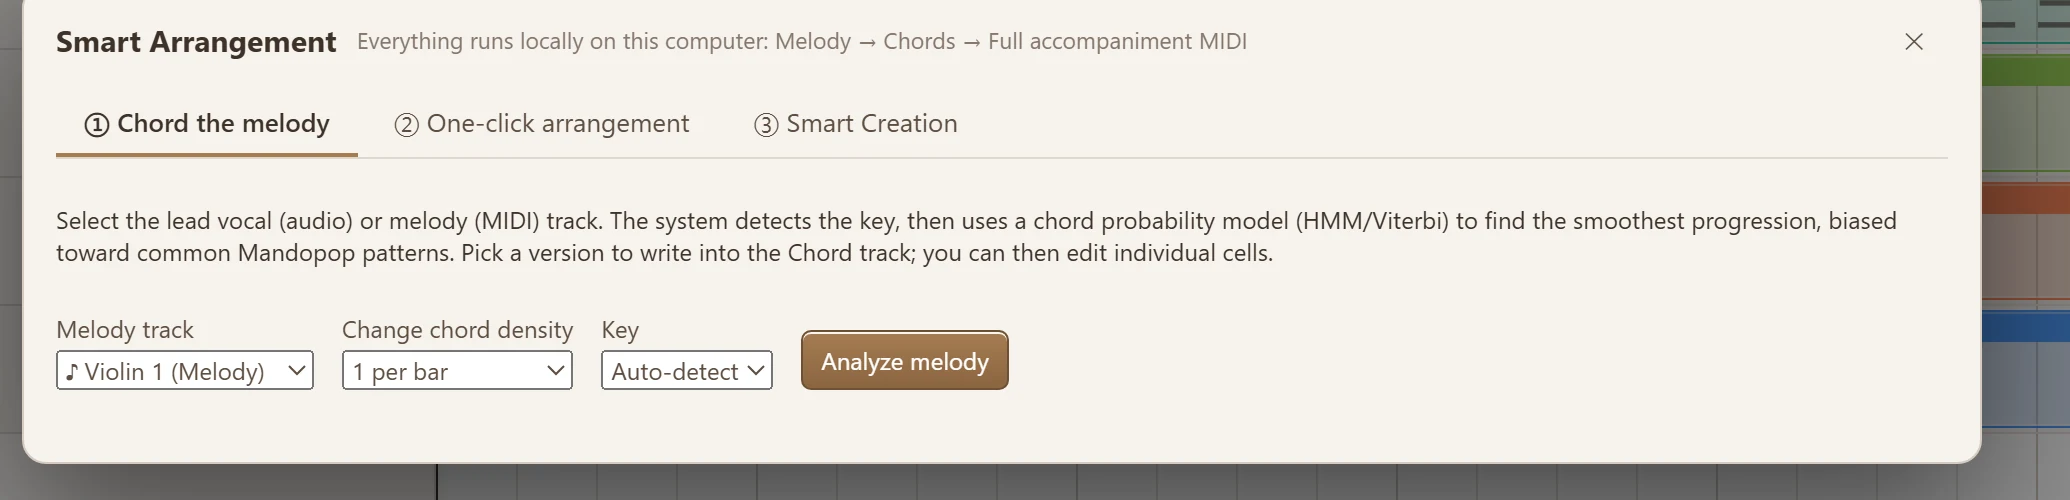 Smart Arrangement Everything runs locally on this computer: Melody → Chords → Full accompaniment MIDI
① Chord the melody ② One-click arrangement ③ Smart Creation
Select the lead vocal (audio) or melody (MIDI) track. The system detects the key, then uses a chord probability model (HMM/Viterbi) to find the smoothest progression, biased
toward common Mandopop patterns. Pick a version to write into the Chord track; you can then edit individual cells.
Melody track Change chord density Key
♪ Violin 1 (Melody) 1 per bar Auto-detect Analyze melody